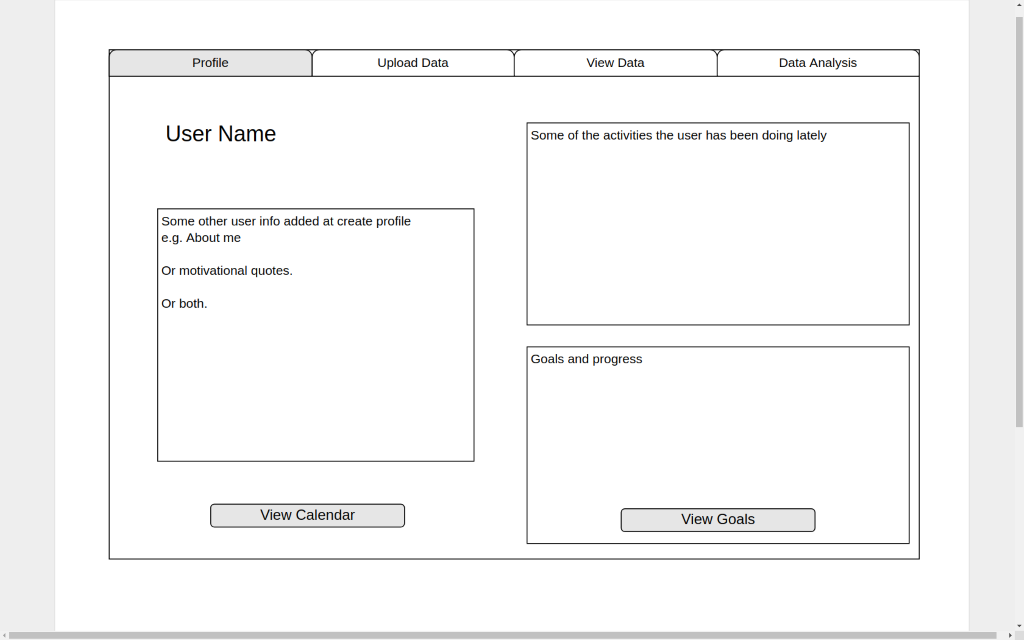 Profile
Upload Data
View Data
Data Analysis
User Name
Some of the activities the user has been doing lately
Some other user info added at create profile
e.g. About me
Or motivational quotes.
Or both.
Goals and progress
View Calendar
View Goals